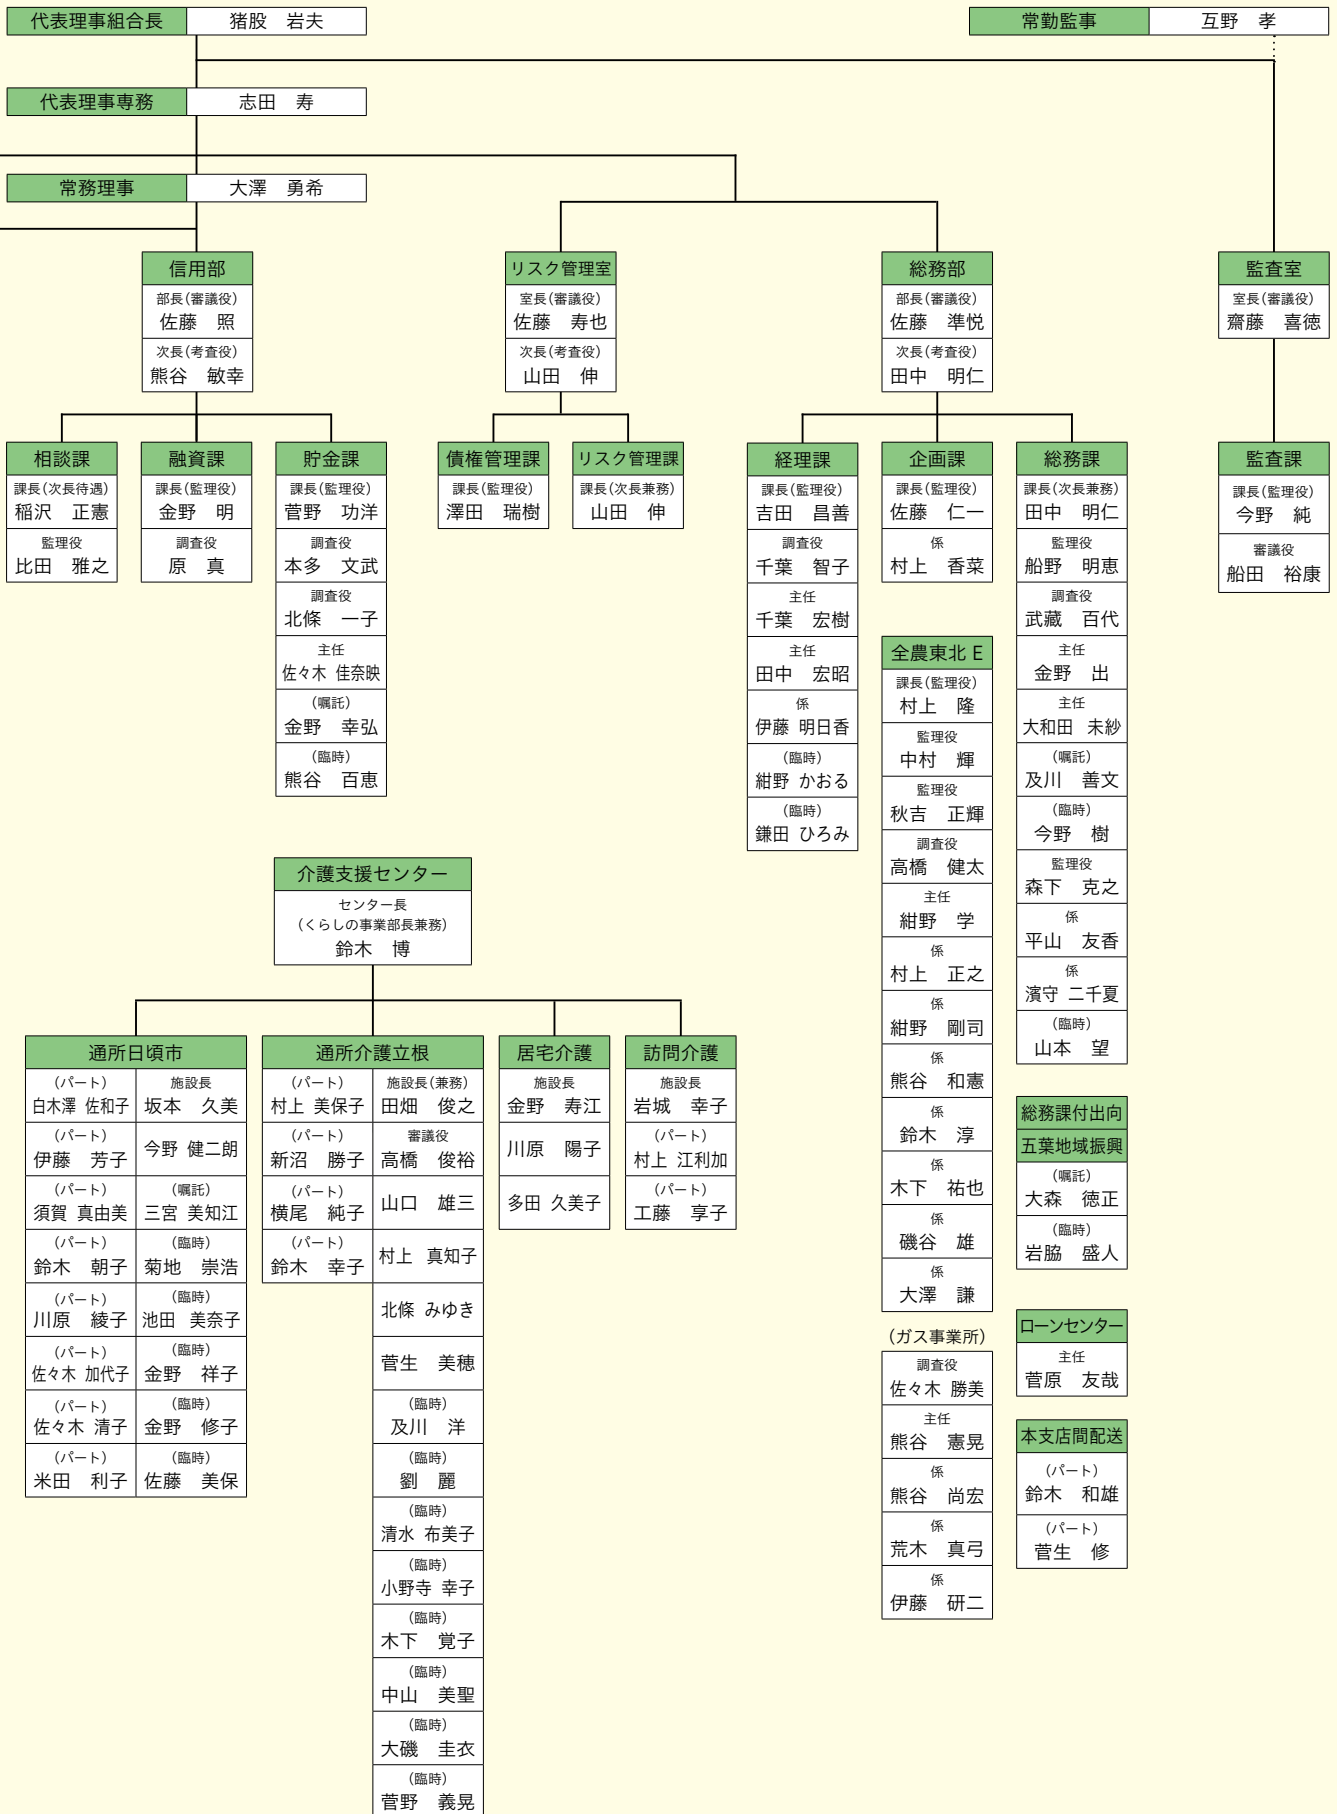 代表理事組合長 猪股 岩夫
常勤監事 互野 孝
代表理事専務 志田 寿
常務理事 大澤 勇希
信用部
部長(審議役)
佐藤 照
次長(考査役)
熊谷 敏幸
リスク管理室
室長(審議役)
佐藤 寿也
次長(考査役)
山田 伸
総務部
部長(審議役)
佐藤 準悦
次長(考査役)
田中 明仁
監査室
室長(審議役)
齋藤 喜徳
相談課
課長(次長待遇)
稲沢 正憲
監理役
比田 雅之
融資課
課長(監理役)
金野 明
調査役
原 真
貯金課
課長(監理役)
菅野 功洋
調査役
本多 文武
調査役
北條 一子
主任
佐々木 佳奈映
(嘱託)
金野 幸弘
(臨時)
熊谷 百恵
債権管理課
課長(監理役)
澤田 瑞樹
リスク管理課
課長(次長兼務)
山田 伸
経理課
課長(監理役)
吉田 昌善
調査役
千葉 智子
主任
千葉 宏樹
主任
田中 宏昭
係
伊藤 明日香
(臨時)
紺野 かおる
(臨時)
鎌田 ひろみ
企画課
課長(監理役)
佐藤 仁一
係
村上 香菜
総務課
課長(次長兼務)
田中 明仁
監理役
船野 明恵
調査役
武藏 百代
主任
金野 出
主任
大和田 未紗
(嘱託)
及川 善文
(臨時)
今野 樹
監理役
森下 克之
係
平山 友香
係
濱守 二千夏
(臨時)
山本 望
監査課
課長(監理役)
今野 純
審議役
船田 裕康
全農東北 E
課長(監理役)
村上 隆
監理役
中村 輝
監理役
秋吉 正輝
調査役
高橋 健太
主任
紺野 学
係
村上 正之
係
紺野 剛司
係
熊谷 和憲
係
鈴木 淳
係
木下 祐也
係
磯谷 雄
係
大澤 謙
(ガス事業所)
調査役
佐々木 勝美
主任
熊谷 憲晃
係
熊谷 尚宏
係
荒木 真弓
係
伊藤 研二
総務課付出向
五葉地域振興
(嘱託)
大森 徳正
(臨時)
岩脇 盛人
ローンセンター
主任
菅原 友哉
本支店間配送
(パート)
鈴木 和雄
(パート)
菅生 修
介護支援センター
センター長
(くらしの事業部長兼務)
鈴木 博
通所日頃市
(パート) 施設長
白木澤 佐和子 坂本 久美
(パート)
伊藤 芳子 今野 健二朗
(パート) (嘱託)
須賀 真由美 三宮 美知江
(パート) (臨時)
鈴木 朝子 菊地 崇浩
(パート) (臨時)
川原 綾子 池田 美奈子
(パート) (臨時)
佐々木 加代子 金野 祥子
(パート) (臨時)
佐々木 清子 金野 修子
(パート) (臨時)
米田 利子 佐藤 美保
通所介護立根
(パート) 施設長(兼務)
村上 美保子 田畑 俊之
(パート) 審議役
新沼 勝子 高橋 俊裕
(パート)
横尾 純子 山口 雄三
(パート)
鈴木 幸子 村上 真知子
北條 みゆき
菅生 美穂
(臨時)
及川 洋
(臨時)
劉 麗
(臨時)
清水 布美子
(臨時)
小野寺 幸子
(臨時)
木下 覚子
(臨時)
中山 美聖
(臨時)
大磯 圭衣
(臨時)
菅野 義晃
居宅介護
施設長
金野 寿江
川原 陽子
多田 久美子
訪問介護
施設長
岩城 幸子
(パート)
村上 江利加
(パート)
工藤 享子